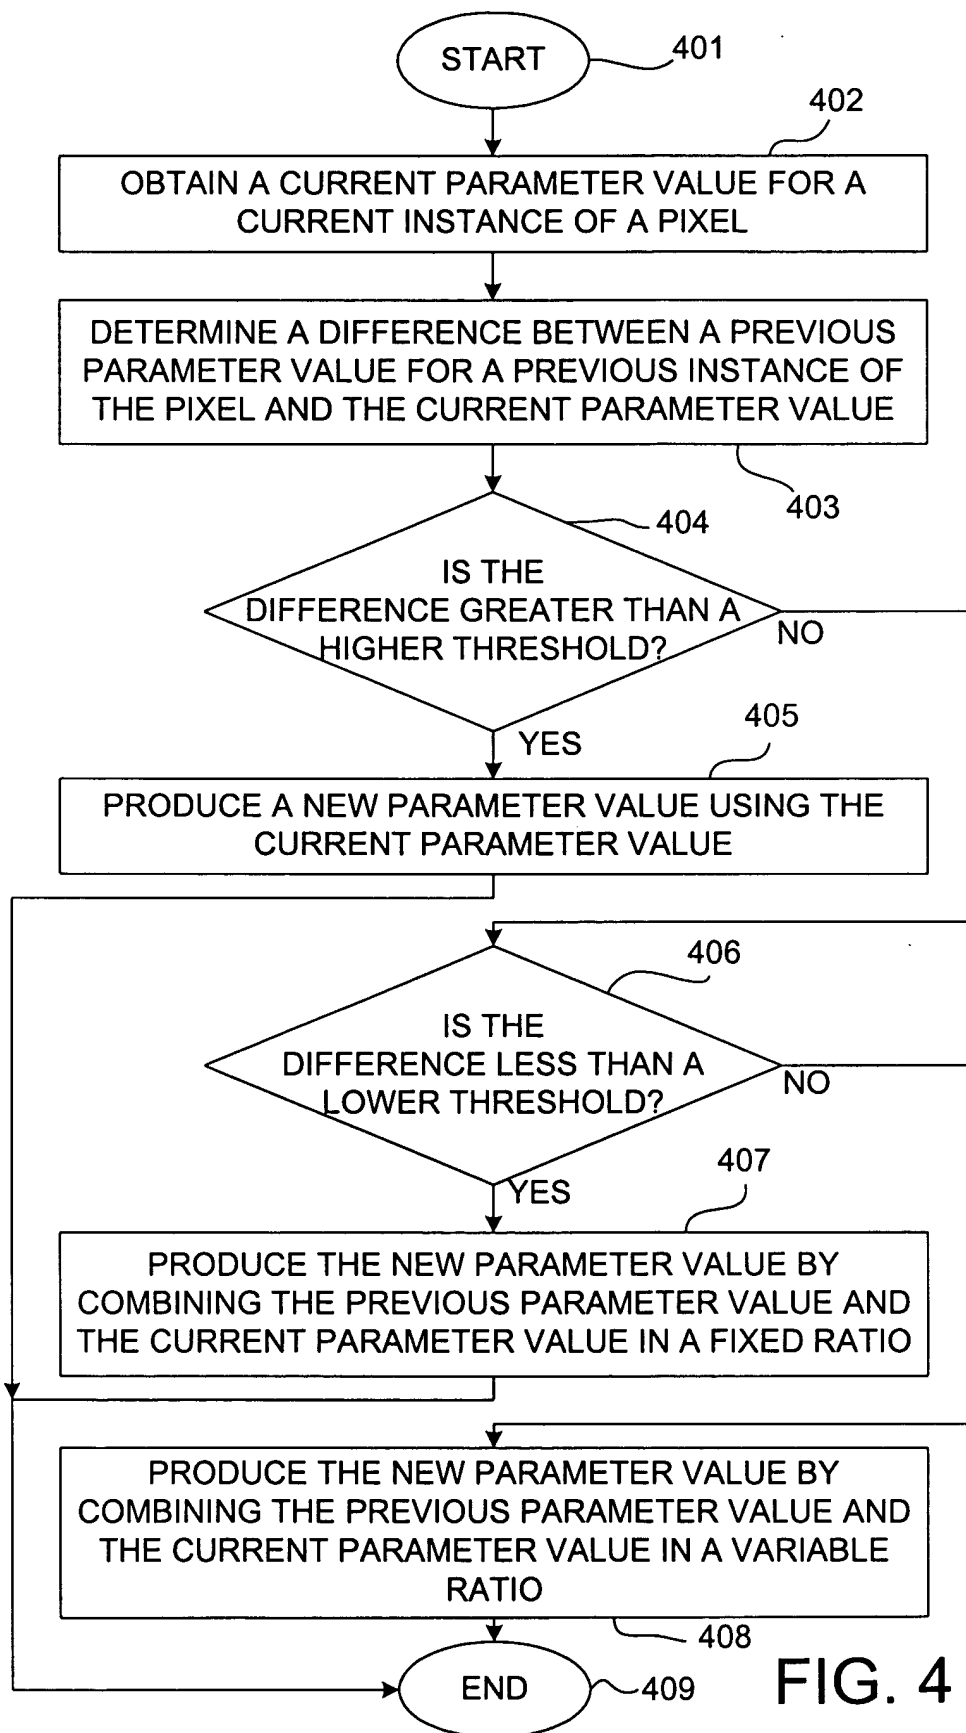 START
401
402
OBTAIN A CURRENT PARAMETER VALUE FOR A
CURRENT INSTANCE OF A PIXEL
DETERMINE A DIFFERENCE BETWEEN A PREVIOUS
PARAMETER VALUE FOR A PREVIOUS INSTANCE OF
THE PIXEL AND THE CURRENT PARAMETER VALUE
403
404
IS THE
DIFFERENCE GREATER THAN A
HIGHER THRESHOLD?
NO
YES
405
PRODUCE A NEW PARAMETER VALUE USING THE
CURRENT PARAMETER VALUE
406
IS THE
DIFFERENCE LESS THAN A
LOWER THRESHOLD?
NO
YES
407
PRODUCE THE NEW PARAMETER VALUE BY
COMBINING THE PREVIOUS PARAMETER VALUE AND
THE CURRENT PARAMETER VALUE IN A FIXED RATIO
PRODUCE THE NEW PARAMETER VALUE BY
COMBINING THE PREVIOUS PARAMETER VALUE AND
THE CURRENT PARAMETER VALUE IN A VARIABLE
RATIO
408
END
409
FIG. 4